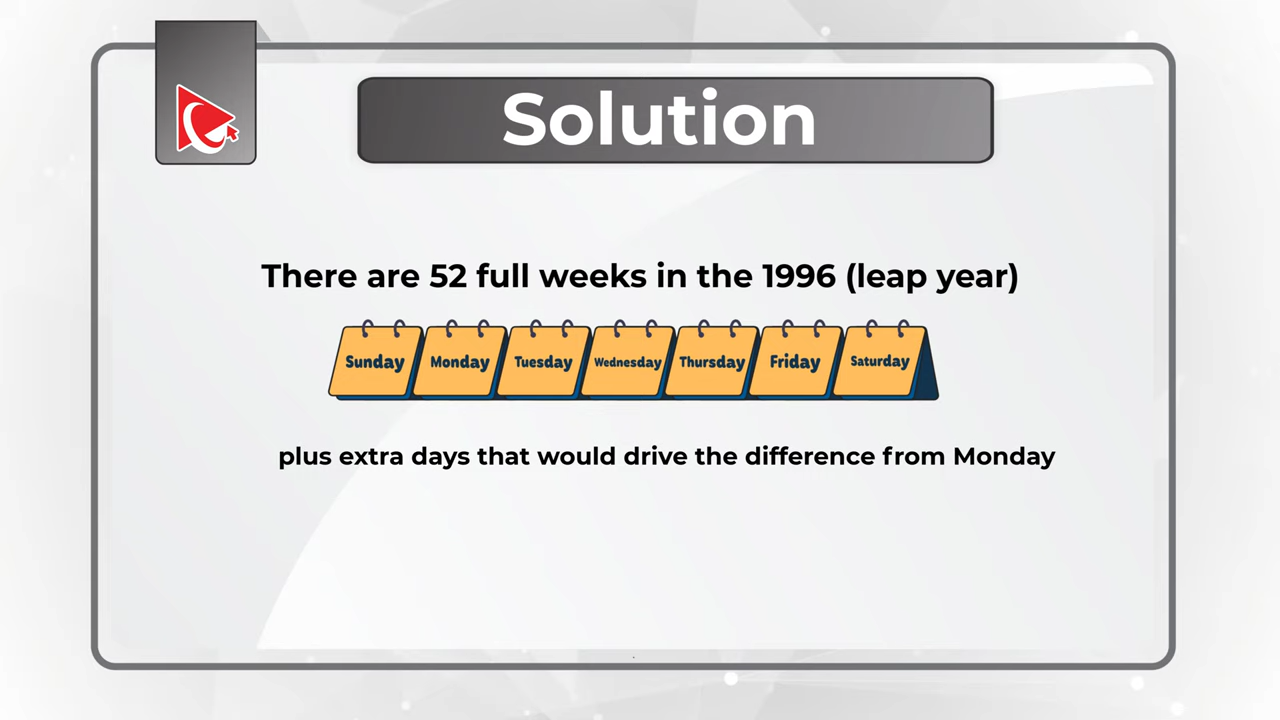 Solution
There are 52 full weeks in the 1996 (leap year)
Sunday Monday Tuesday Wednesday Thursday Friday Saturday
plus extra days that would drive the difference from Monday